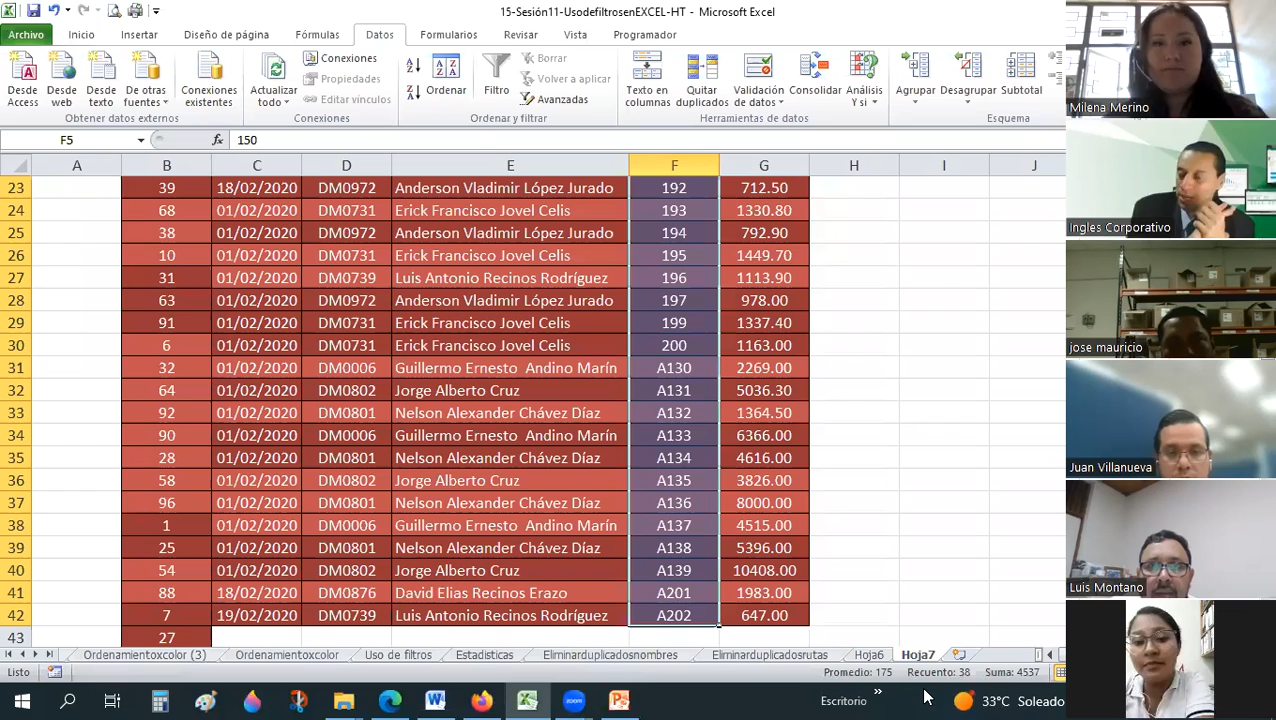 15-Sesión11-UsodefiltrosenEXCEL-HT - Microsoft Excel
Archivo Inicio Insertar Diseño de página Fórmulas
Desde Access
Desde web
Desde texto
De otras fuentes
Conexiones existentes
Obtener datos externos
Actualizar todo
Conexiones
Propiedades
Editar vínculos
Conexiones
Ordenar
Filtro
Borrar
Volver a aplicar
Avanzadas
Ordenar y filtrar
Texto en columnas
Quitar duplicados
Validación de datos
Consolidar
Análisis Y si
Herramientas de datos
Agrupar
Desagrupar
Subtotal
Esquema
F5 fx 150
A B C D E F G H I J
23 39 18/02/2020 DM0972 Anderson Vladimir López Jurado 192 712.50
24 68 01/02/2020 DM0731 Erick Francisco Jovel Celis 193 1330.80
25 38 01/02/2020 DM0972 Anderson Vladimir López Jurado 194 792.90
26 10 01/02/2020 DM0731 Erick Francisco Jovel Celis 195 1449.70
27 31 01/02/2020 DM0739 Luis Antonio Recinos Rodríguez 196 1113.90
28 63 01/02/2020 DM0972 Anderson Vladimir López Jurado 197 978.00
29 91 01/02/2020 DM0731 Erick Francisco Jovel Celis 199 1337.40
30 6 01/02/2020 DM0731 Erick Francisco Jovel Celis 200 1163.00
31 32 01/02/2020 DM0006 Guillermo Ernesto  Andino Marín A130 2269.00
32 64 01/02/2020 DM0802 Jorge Alberto Cruz A131 5036.30
33 92 01/02/2020 DM0801 Nelson Alexander Chávez Díaz A132 1364.50
34 90 01/02/2020 DM0006 Guillermo Ernesto  Andino Marín A133 6366.00
35 28 01/02/2020 DM0801 Nelson Alexander Chávez Díaz A134 4616.00
36 58 01/02/2020 DM0802 Jorge Alberto Cruz A135 3826.00
37 96 01/02/2020 DM0801 Nelson Alexander Chávez Díaz A136 8000.00
38 1 01/02/2020 DM0006 Guillermo Ernesto  Andino Marín A137 4515.00
39 25 01/02/2020 DM0801 Nelson Alexander Chávez Díaz A138 5396.00
40 54 01/02/2020 DM0802 Jorge Alberto Cruz A139 10408.00
41 88 18/02/2020 DM0870 Elias Recinos Erazo A201 1983.00
42 7 19/02/2020 DM0739 Luis Antonio Recinos Rodríguez A202 647.00
43 27
Ordenamientoxcolor (3) Ordenamientoxcolor Uso de filtros Estadisticas Eliminarduplicadosnombres Eliminarduplicadosrutas Hoja6 Hoja7
Listo Promedio: 175 Recuento: 38 Suma: 4537
Escritorio » 33°C Soleado
Milena Merino
Ingles Corporativo
jose mauricio
Juan Villanueva
Luis Montano